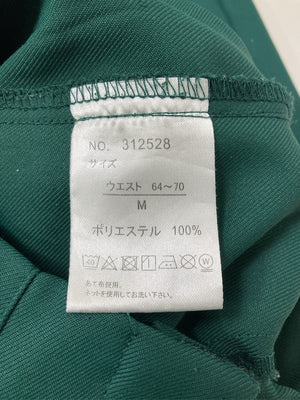 NO. 312528
サイズ
ウエスト 64～70
M
ポリエステル 100%
40 W
あて布使用。
ネットを使用してお洗い下さい。